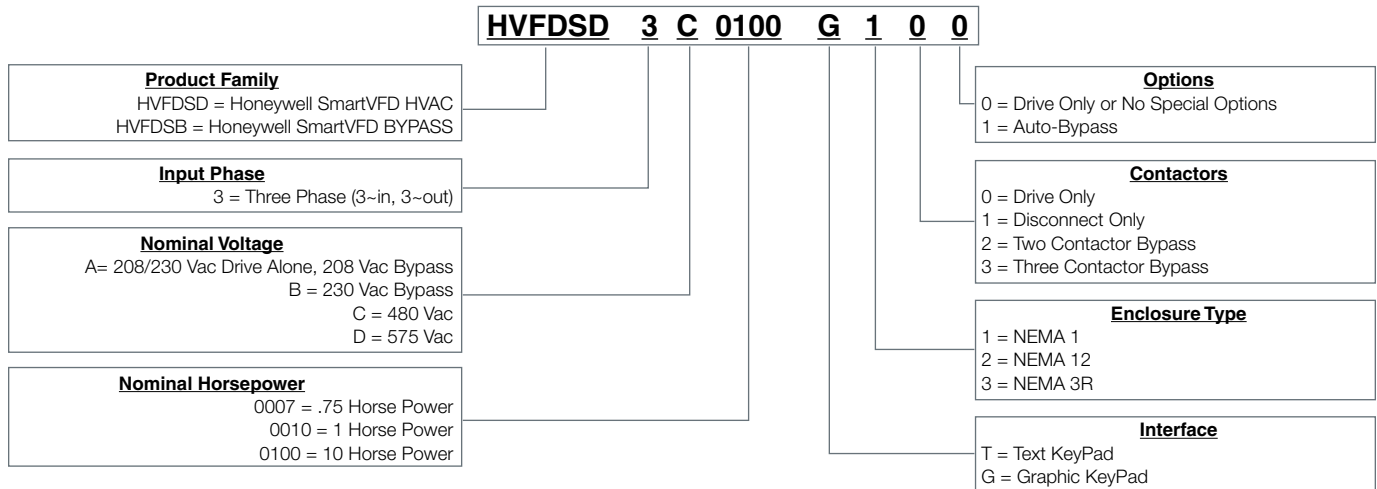 HVFDSD 3 C 0100 G 1 0 0
Product Family
HVFDSD = Honeywell SmartVFD HVAC
HVFDSB = Honeywell SmartVFD BYPASS
Input Phase
3 = Three Phase (3~in, 3~out)
Nominal Voltage
A= 208/230 Vac Drive Alone, 208 Vac Bypass
B = 230 Vac Bypass
C = 480 Vac
D = 575 Vac
Nominal Horsepower
0007 = .75 Horse Power
0010 = 1 Horse Power
0100 = 10 Horse Power
Options
0 = Drive Only or No Special Options
1 = Auto-Bypass
Contactors
0 = Drive Only
1 = Disconnect Only
2 = Two Contactor Bypass
3 = Three Contactor Bypass
Enclosure Type
1 = NEMA 1
2 = NEMA 12
3 = NEMA 3R
Interface
T = Text KeyPad
G = Graphic KeyPad